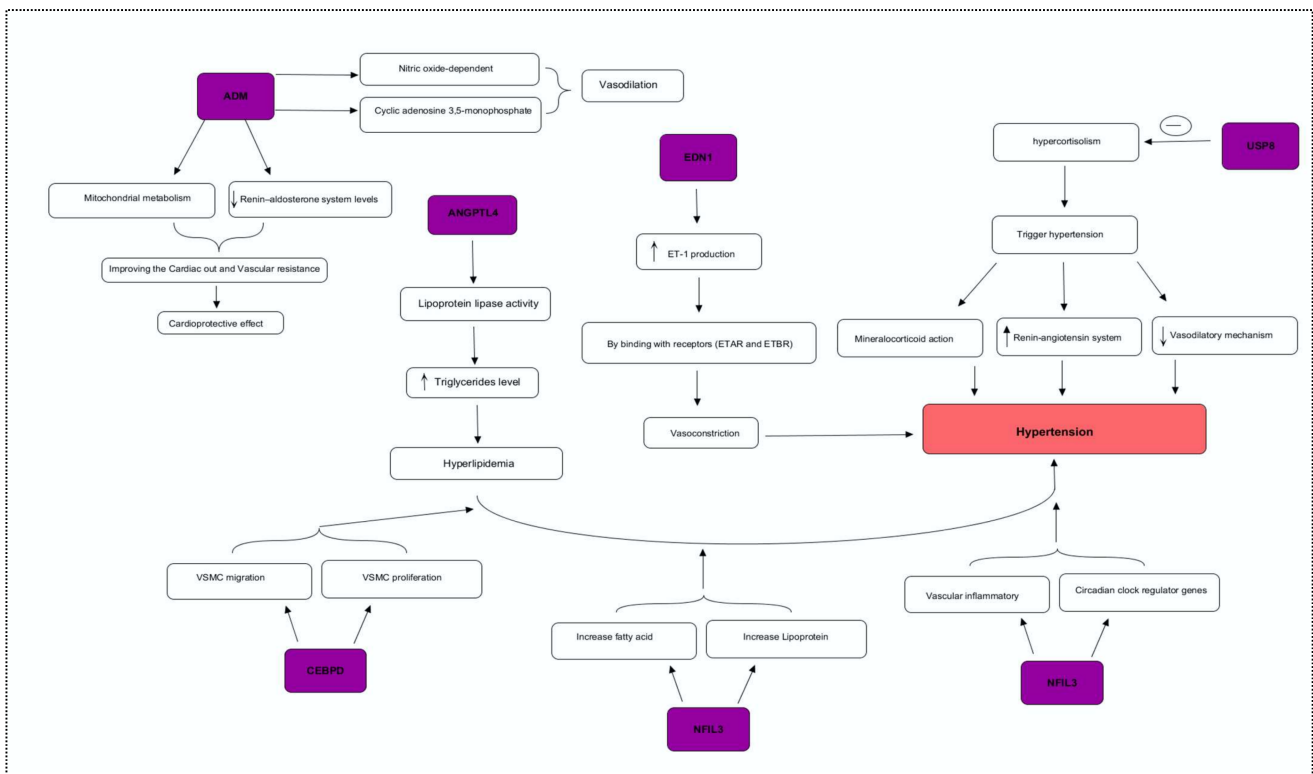 ADM
Nitric oxide-dependent
Cyclic adenosine 3,5-monophosphate
Vasodilation
Mitochondrial metabolism
↓ Renin–aldosterone system levels
Improving the Cardiac out and Vascular resistance
Cardioprotective effect
ANGPTL4
Lipoprotein lipase activity
↑ Triglycerides level
Hyperlipidemia
EDN1
↑ ET-1 production
By binding with receptors (ETAR and ETBR)
Vasoconstriction
hypercortisolism
—
USP8
Trigger hypertension
Mineralocorticoid action
↑ Renin-angiotensin system
↓ Vasodilatory mechanism
Hypertension
VSMC migration
VSMC proliferation
CEBPD
Increase fatty acid
Increase Lipoprotein
NFIL3
Vascular inflammatory
Circadian clock regulator genes
NFIL3